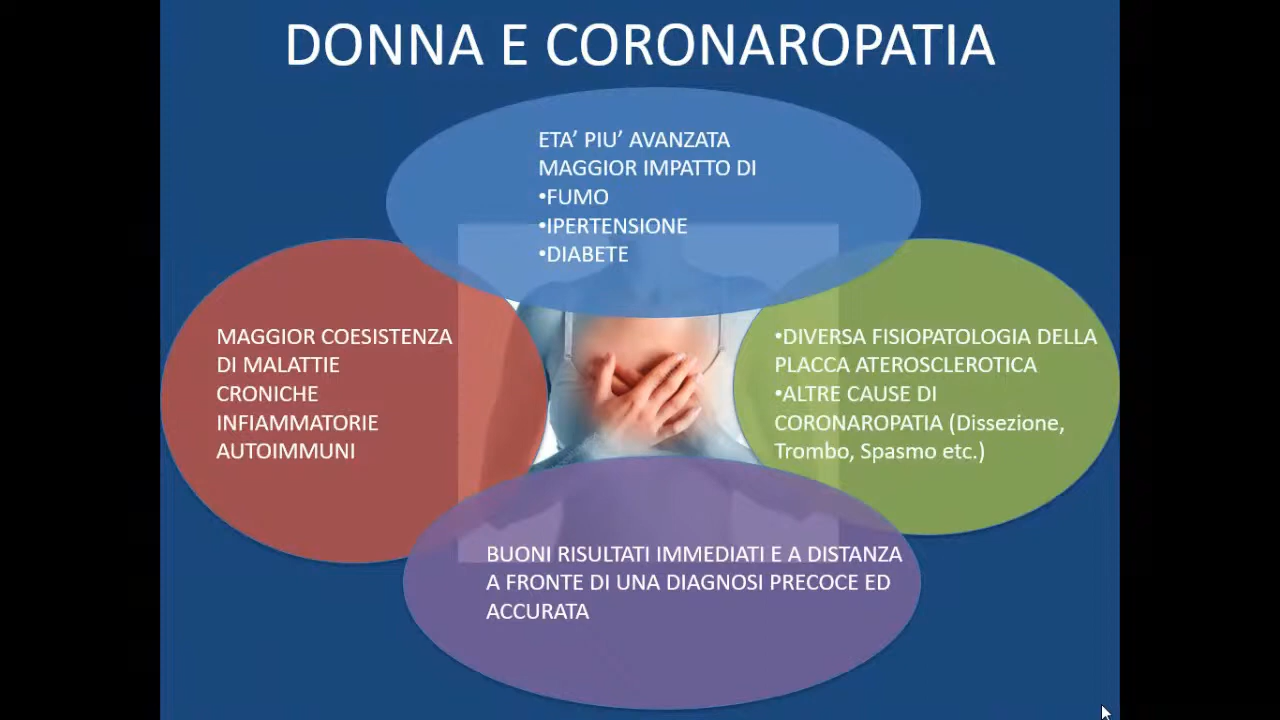 DONNA E CORONAROPATIA
ETA’ PIU’ AVANZATA
MAGGIOR IMPATTO DI
•FUMO
•IPERTENSIONE
•DIABETE
MAGGIOR COESISTENZA
DI MALATTIE
CRONICHE
INFIAMMATORIE
AUTOIMMUNI
•DIVERSA FISIOPATOLOGIA DELLA
PLACCA ATEROSCLEROTICA
•ALTRE CAUSE DI
CORONAROPATIA (Dissezione,
Trombo, Spasmo etc.)
BUONI RISULTATI IMMEDIATI E A DISTANZA
A FRONTE DI UNA DIAGNOSI PRECOCE ED
ACCURATA